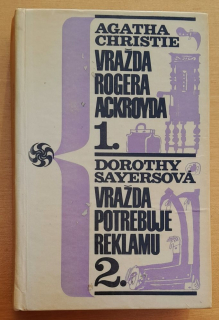 AGATHA
CHRISTIE
VRAŽDA
ROGERA
ACKROYDA
1.
DOROTHY
SAYERSOVÁ
VRAŽDA
POTREBUJE
REKLAMU
2.